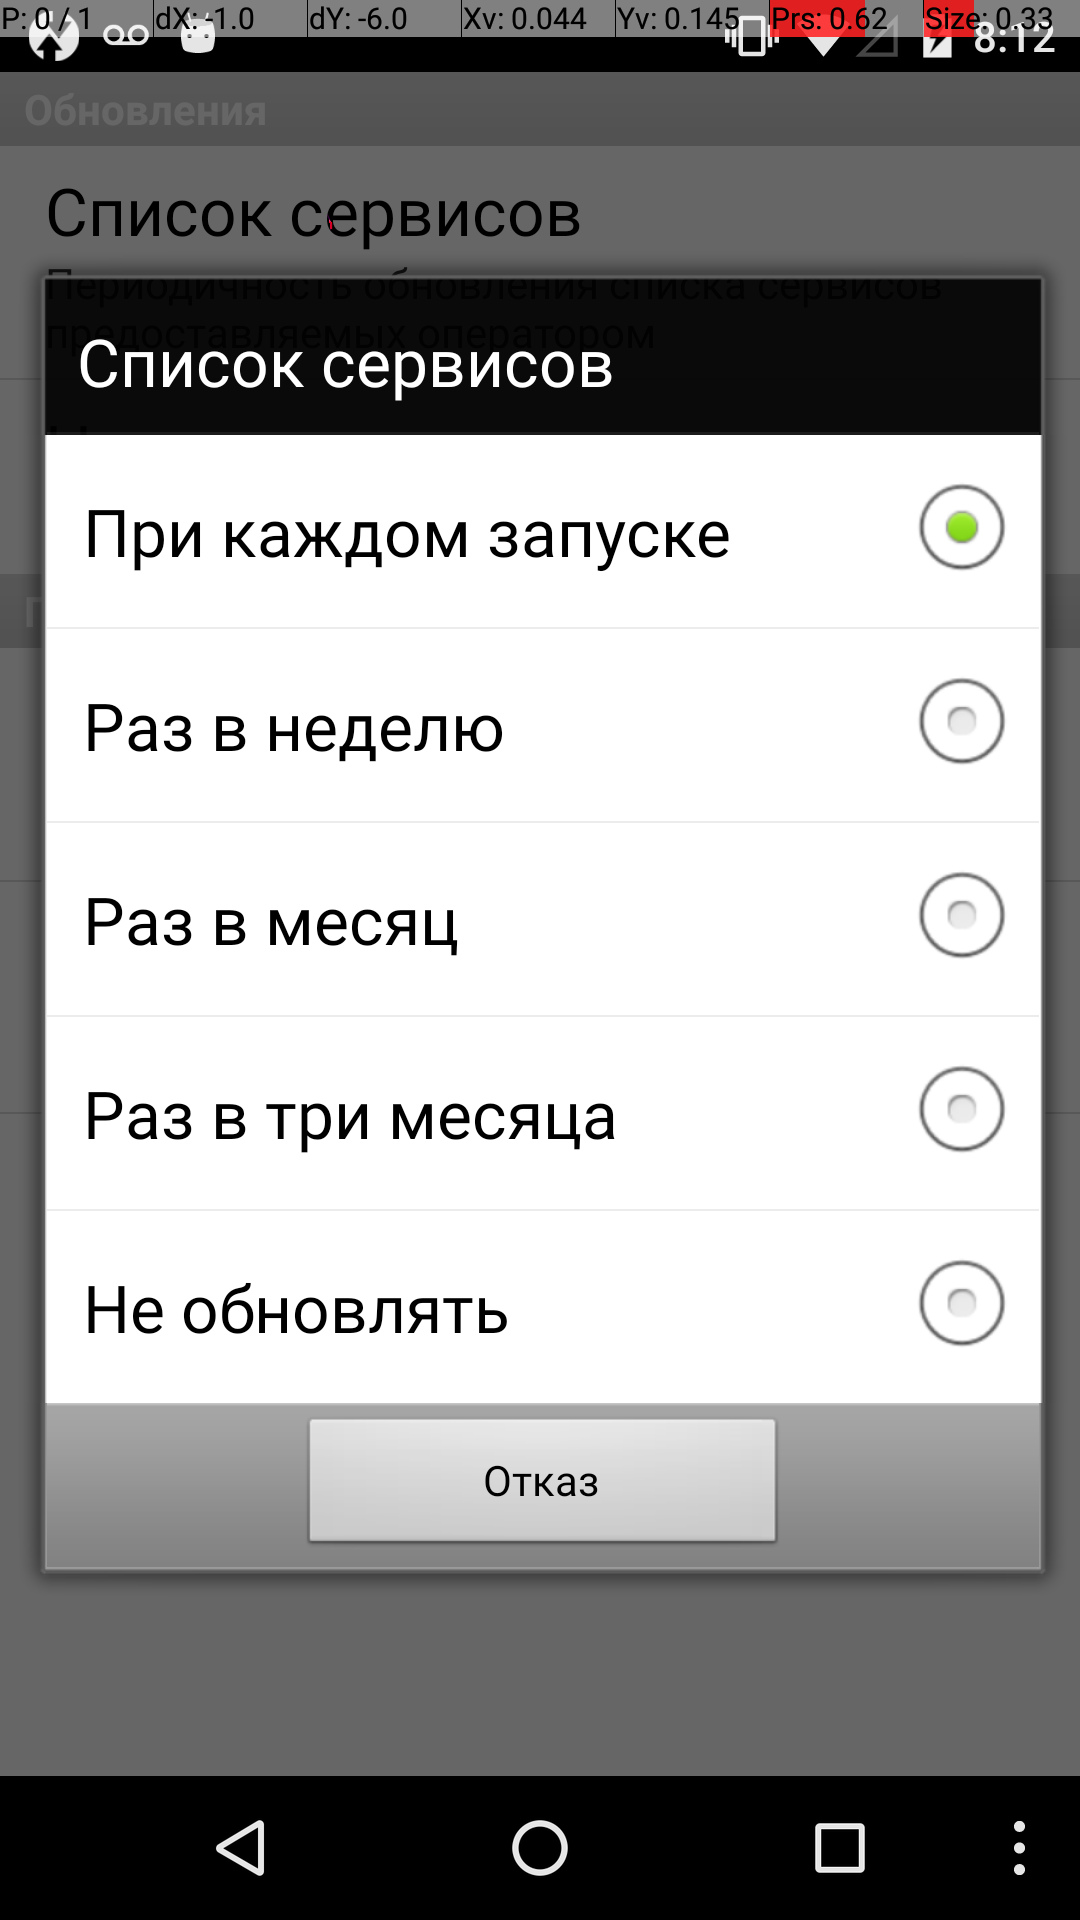 P: 0 / 1 dX: -1.0 dY: -6.0 Xv: 0.044 Yv: 0.145 Prs: 0.62 Size: 0.33
8:12
Обновления
Список сервисов
Периодичность обновления списка сервисов
предоставляемых оператором
Список сервисов
При каждом запуске
Раз в неделю
Раз в месяц
Раз в три месяца
Не обновлять
Отказ